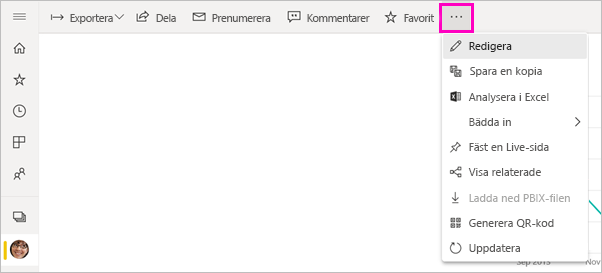 Exportera Dela Prenumerera Kommentarer Favorit ...
Redigera
Spara en kopia
Analysera i Excel
Bädda in
Fäst en Live-sida
Visa relaterade
Ladda ned PBIX-filen
Generera QR-kod
Uppdatera
Sep 2015 Nov